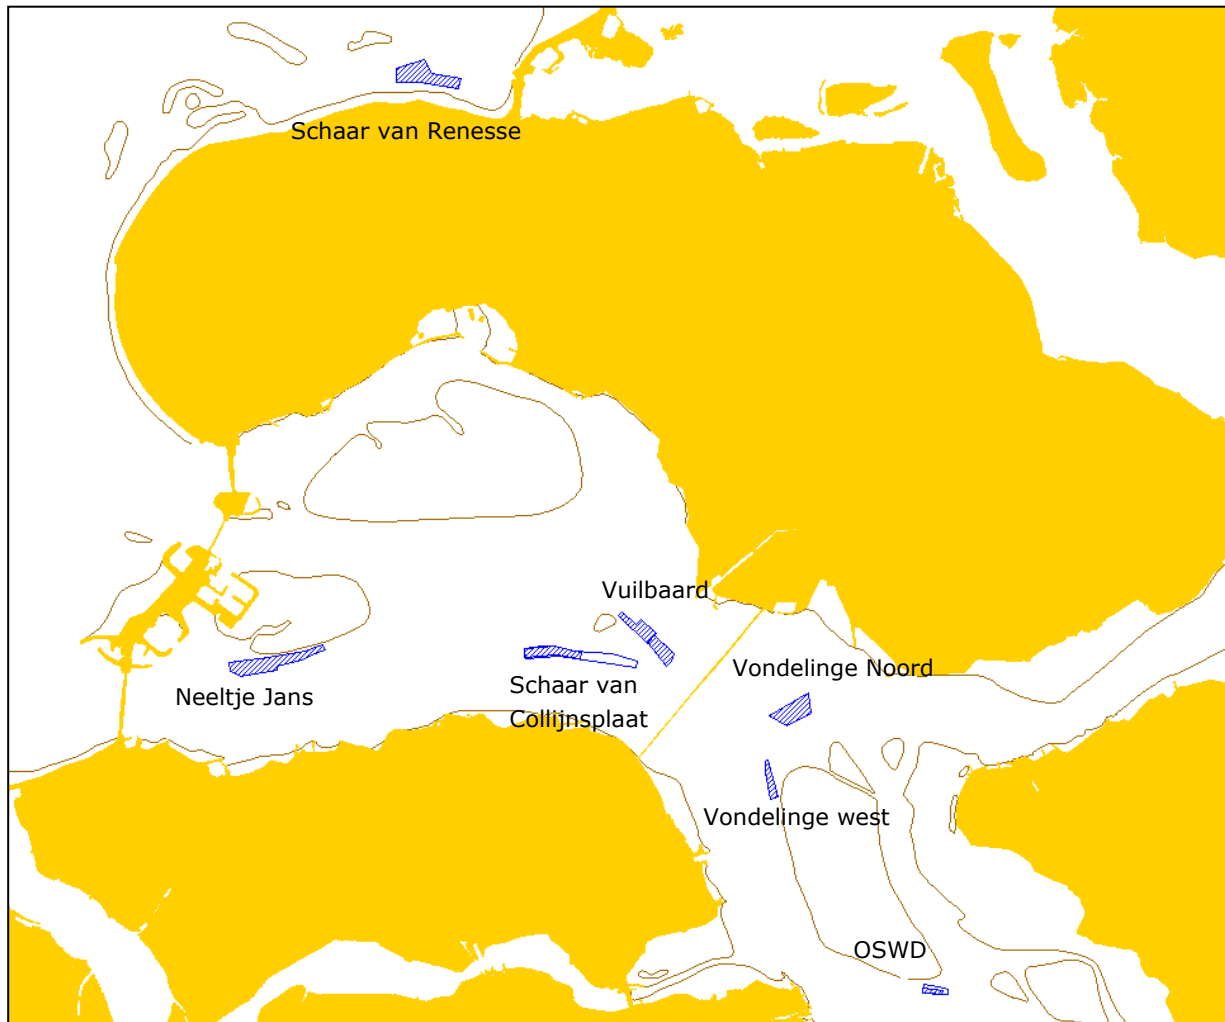 Schaar van Renesse
Vuilbaard
Vondelinge Noord
Neeltje Jans
Schaar van
Collijnsplaat
Vondelinge west
OSWD